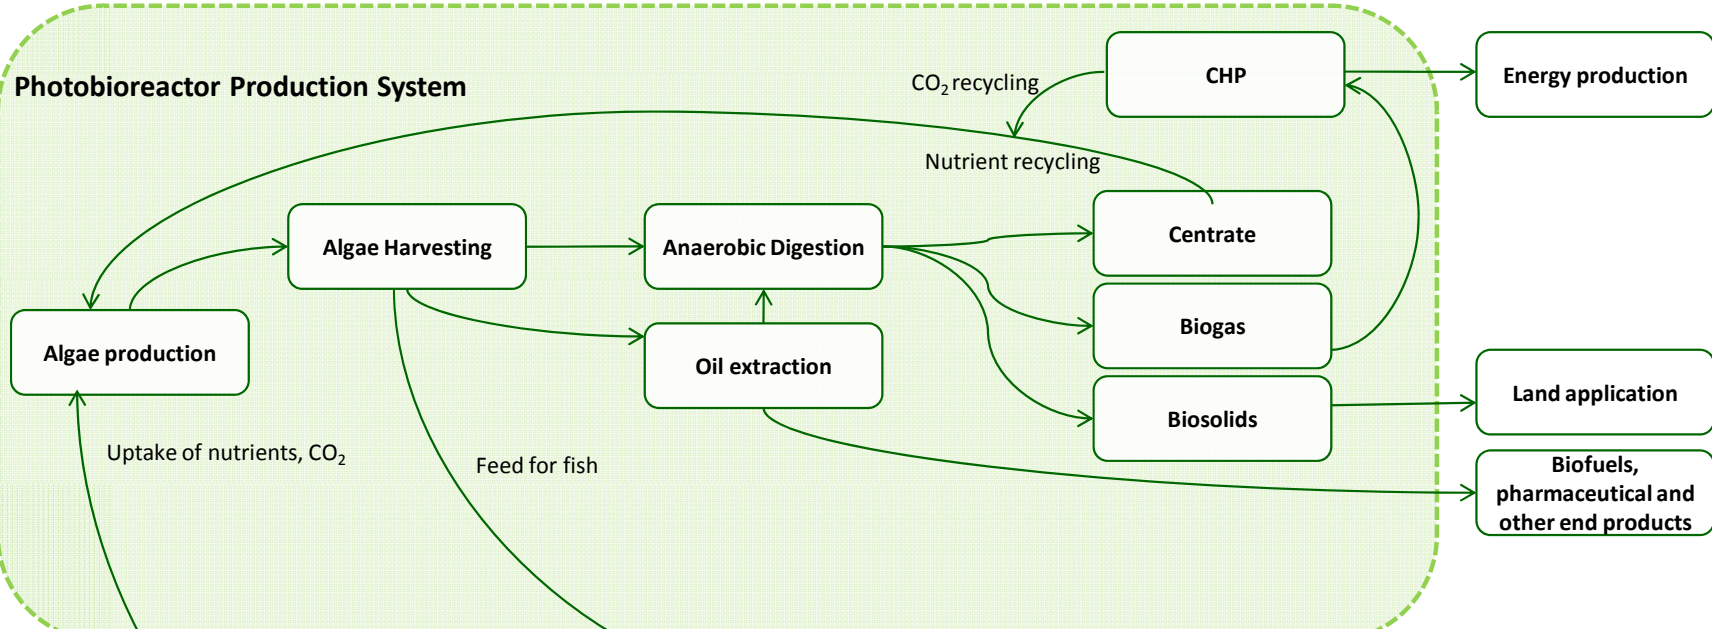 Photobioreactor Production System
CO₂ recycling
CHP
Energy production
Nutrient recycling
Algae Harvesting
Anaerobic Digestion
Centrate
Algae production
Oil extraction
Biogas
Biosolids
Land application
Uptake of nutrients, CO₂
Feed for fish
Biofuels,
pharmaceutical and
other end products